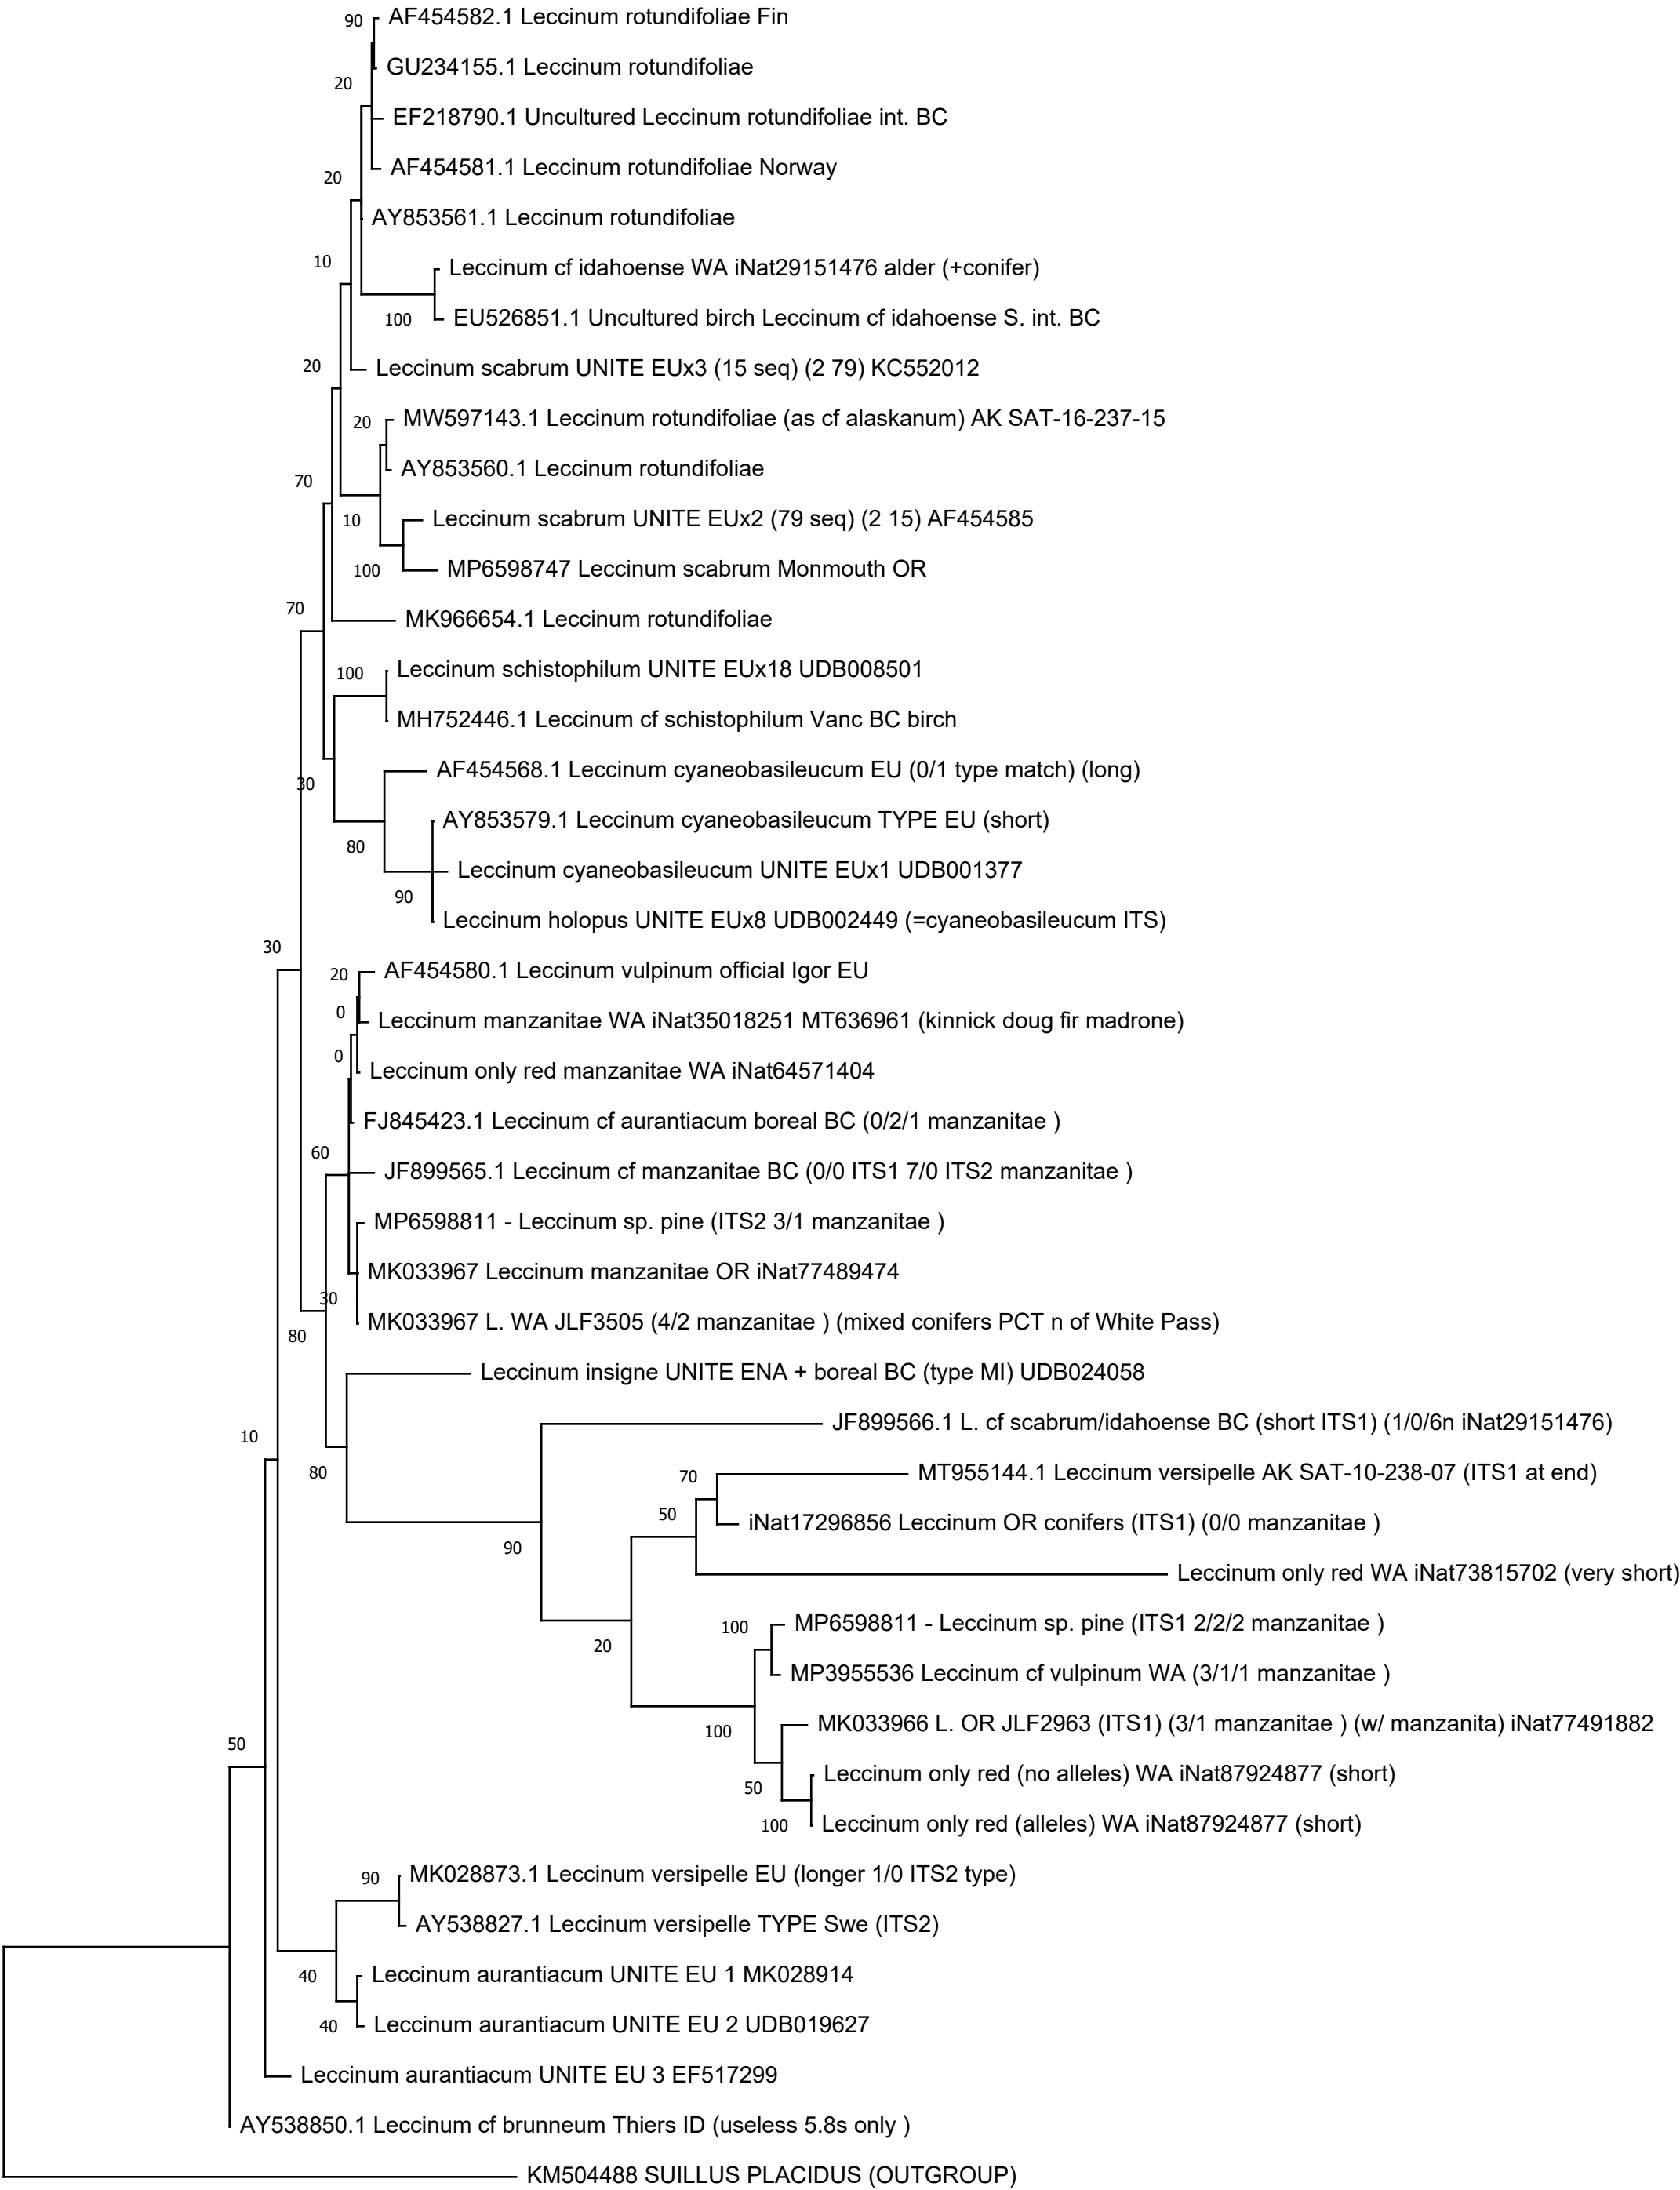 90
AF454582.1 Leccinum rotundifoliae Fin
GU234155.1 Leccinum rotundifoliae
20
EF218790.1 Uncultured Leccinum rotundifoliae int. BC
AF454581.1 Leccinum rotundifoliae Norway
20
AY853561.1 Leccinum rotundifoliae
10
Leccinum cf idahoense WA iNat29151476 alder (+conifer)
100
EU526851.1 Uncultured birch Leccinum cf idahoense S. int. BC
20
Leccinum scabrum UNITE EUx3 (15 seq) (2 79) KC552012
20
MW597143.1 Leccinum rotundifoliae (as cf alaskanum) AK SAT-16-237-15
AY853560.1 Leccinum rotundifoliae
70
10
Leccinum scabrum UNITE EUx2 (79 seq) (2 15) AF454585
100
MP6598747 Leccinum scabrum Monmouth OR
70
MK966654.1 Leccinum rotundifoliae
100
Leccinum schistophilum UNITE EUx18 UDB008501
MH752446.1 Leccinum cf schistophilum Vanc BC birch
30
AF454568.1 Leccinum cyaneobasileucum EU (0/1 type match) (long)
AY853579.1 Leccinum cyaneobasileucum TYPE EU (short)
80
Leccinum cyaneobasileucum UNITE EUx1 UDB001377
90
Leccinum holopus UNITE EUx8 UDB002449 (=cyaneobasileucum ITS)
30
20
AF454580.1 Leccinum vulpinum official Igor EU
0
Leccinum manzanitae WA iNat35018251 MT636961 (kinnick doug fir madrone)
0
Leccinum only red manzanitae WA iNat64571404
FJ845423.1 Leccinum cf aurantiacum boreal BC (0/2/1 manzanitae )
60
JF899565.1 Leccinum cf manzanitae BC (0/0 ITS1 7/0 ITS2 manzanitae )
MP6598811 - Leccinum sp. pine (ITS2 3/1 manzanitae )
MK033967 Leccinum manzanitae OR iNat77489474
30
MK033967 L. WA JLF3505 (4/2 manzanitae ) (mixed conifers PCT n of White Pass)
80
Leccinum insigne UNITE ENA + boreal BC (type MI) UDB024058
10
JF899566.1 L. cf scabrum/idahoense BC (short ITS1) (1/0/6n iNat29151476)
80
70
MT955144.1 Leccinum versipelle AK SAT-10-238-07 (ITS1 at end)
50
iNat17296856 Leccinum OR conifers (ITS1) (0/0 manzanitae )
90
Leccinum only red WA iNat73815702 (very short)
100
MP6598811 - Leccinum sp. pine (ITS1 2/2/2 manzanitae )
20
MP3955536 Leccinum cf vulpinum WA (3/1/1 manzanitae )
100
MK033966 L. OR JLF2963 (ITS1) (3/1 manzanitae ) (w/ manzanita) iNat77491882
50
50
Leccinum only red (no alleles) WA iNat87924877 (short)
100
Leccinum only red (alleles) WA iNat87924877 (short)
90
MK028873.1 Leccinum versipelle EU (longer 1/0 ITS2 type)
AY538827.1 Leccinum versipelle TYPE Swe (ITS2)
40
Leccinum aurantiacum UNITE EU 1 MK028914
40
Leccinum aurantiacum UNITE EU 2 UDB019627
Leccinum aurantiacum UNITE EU 3 EF517299
AY538850.1 Leccinum cf brunneum Thiers ID (useless 5.8s only )
KM504488 SUILLUS PLACIDUS (OUTGROUP)